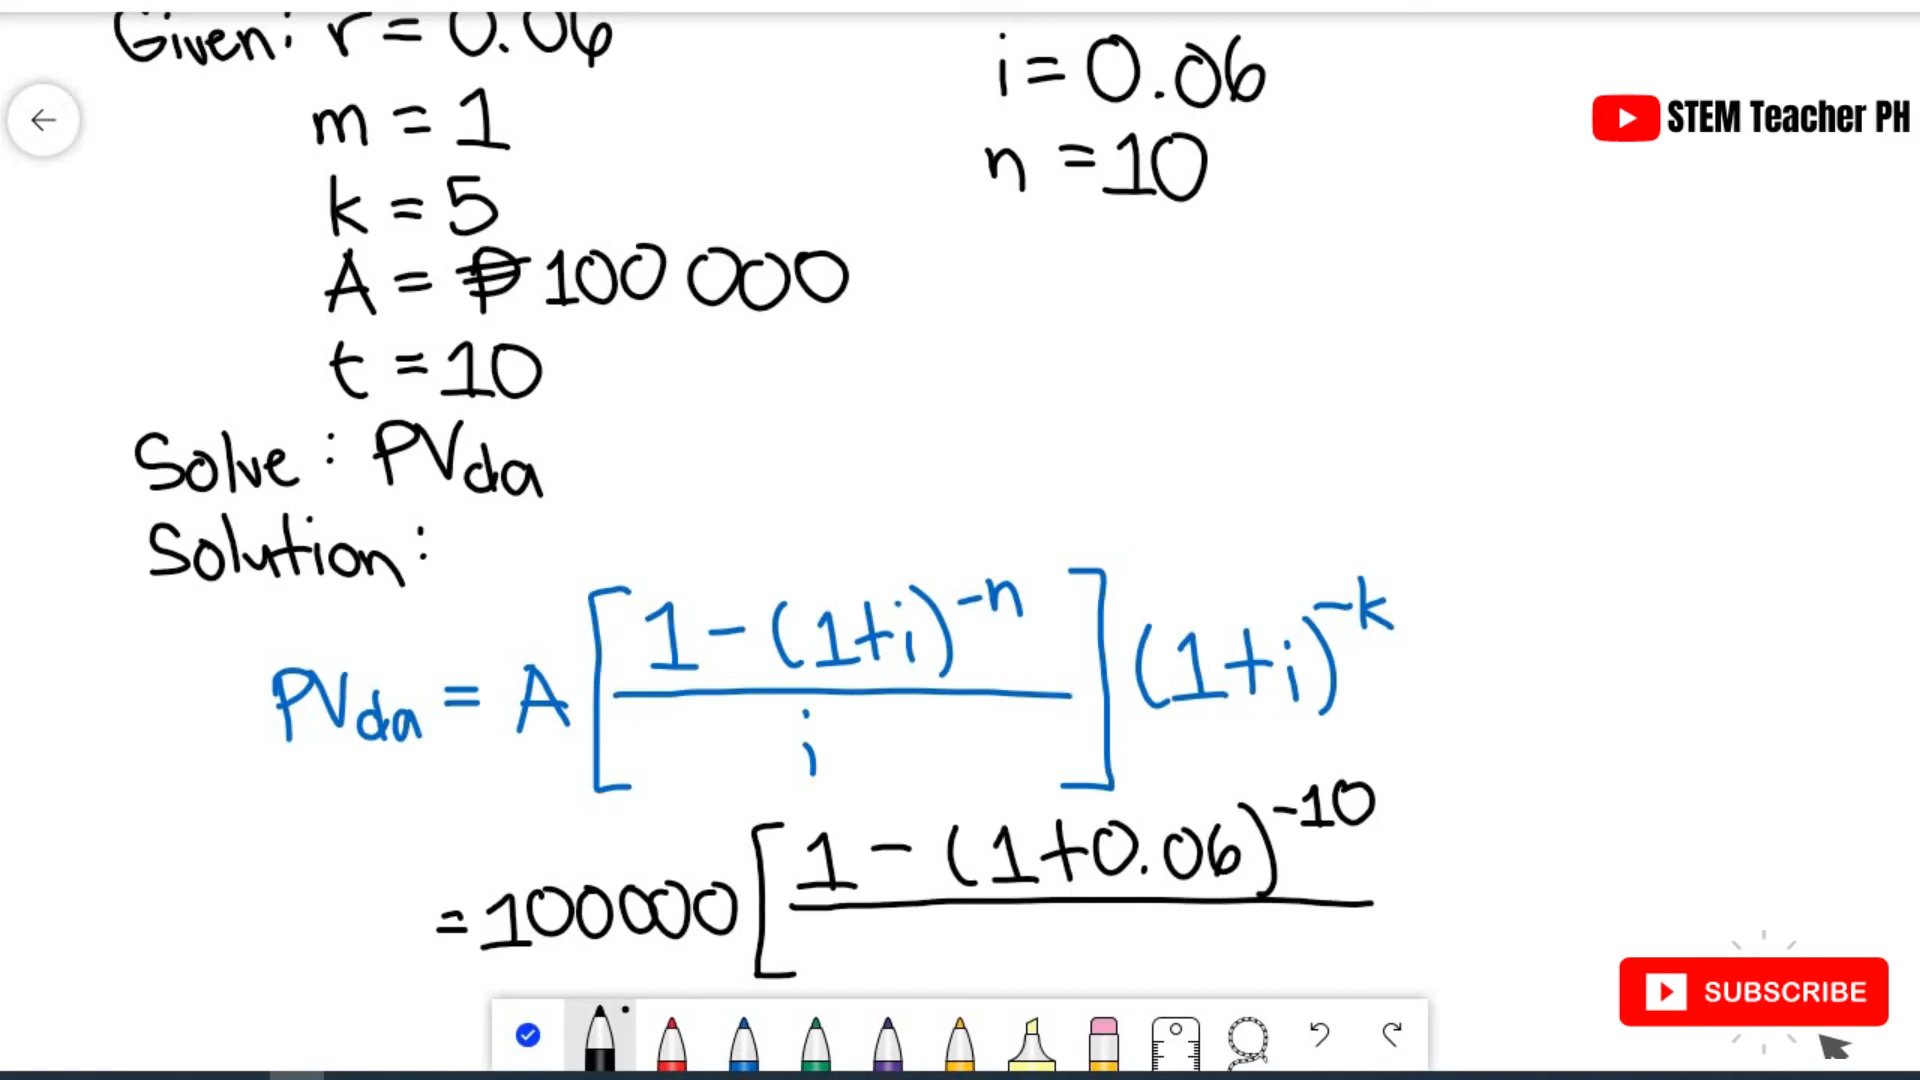 Given: r = 0.06
i = 0.06
m = 1
n = 10
k = 5
A = ₱100 000
t = 10
STEM Teacher PH
Solve : PVda
Solution :
PVda = A [ 1 - (1+i)^-n / i ] (1+i)^-k
= 100000 [ 1 - (1+0.06)^-10
SUBSCRIBE